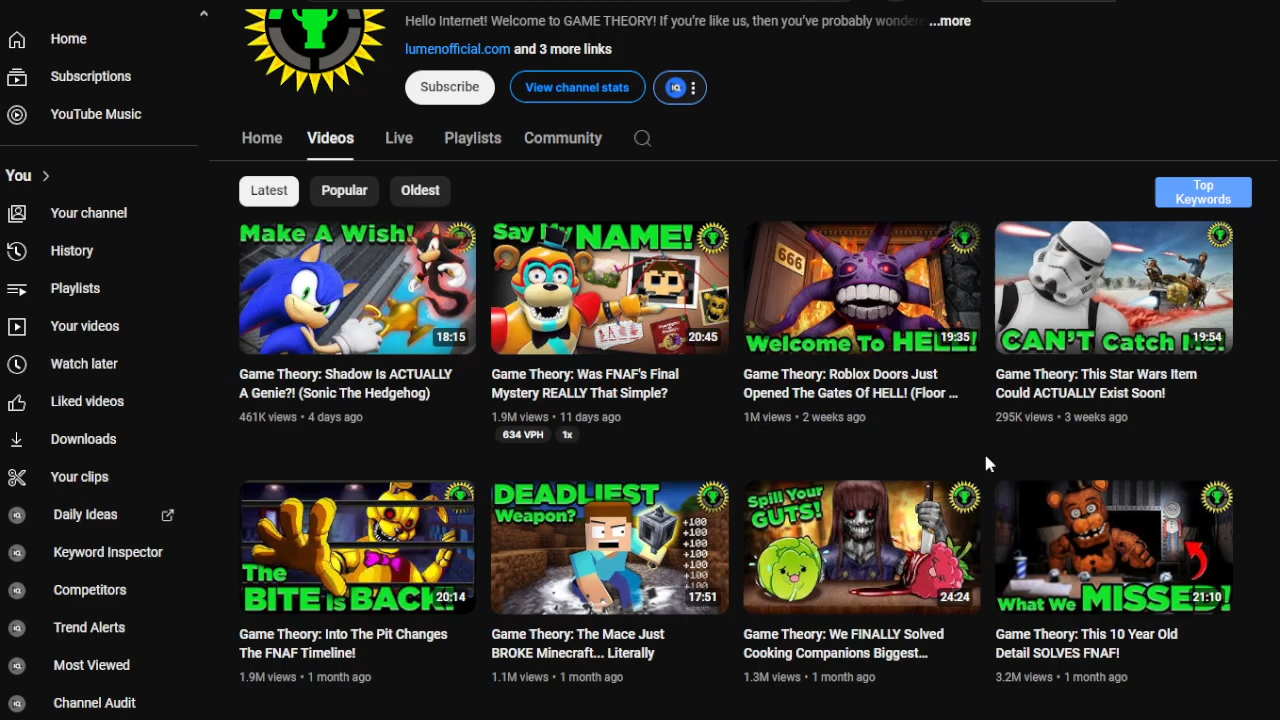 Hello Internet! Welcome to GAME THEORY! If you're like us, then you've probably wondere ...more
lumenofficial.com and 3 more links
Subscribe
View channel stats
Home
Videos
Live
Playlists
Community
Latest
Popular
Oldest
Top
Keywords
Home
Subscriptions
YouTube Music
You
Your channel
History
Playlists
Your videos
Watch later
Liked videos
Downloads
Your clips
Daily Ideas
Keyword Inspector
Competitors
Trend Alerts
Most Viewed
Channel Audit
Make A Wish!
18:15
Game Theory: Shadow Is ACTUALLY
A Genie?! (Sonic The Hedgehog)
461K views • 4 days ago
Say My NAME!
20:45
Game Theory: Was FNAF's Final
Mystery REALLY That Simple?
1.9M views • 11 days ago
634 VPH
1x
666
Welcome To HELL!
19:35
Game Theory: Roblox Doors Just
Opened The Gates Of HELL! (Floor ...
1M views • 2 weeks ago
CAN'T Catch Me!
19:54
Game Theory: This Star Wars Item
Could ACTUALLY Exist Soon!
295K views • 3 weeks ago
The
BITE is BACK!
20:14
Game Theory: Into The Pit Changes
The FNAF Timeline!
1.9M views • 1 month ago
DEADLIEST
Weapon?
+100
+100
+100
+100
+100
+100
17:51
Game Theory: The Mace Just
BROKE Minecraft... Literally
1.1M views • 1 month ago
Spill Your
GUTS!
24:24
Game Theory: We FINALLY Solved
Cooking Companions Biggest...
1.3M views • 1 month ago
What We MISSED!
21:10
Game Theory: This 10 Year Old
Detail SOLVES FNAF!
3.2M views • 1 month ago